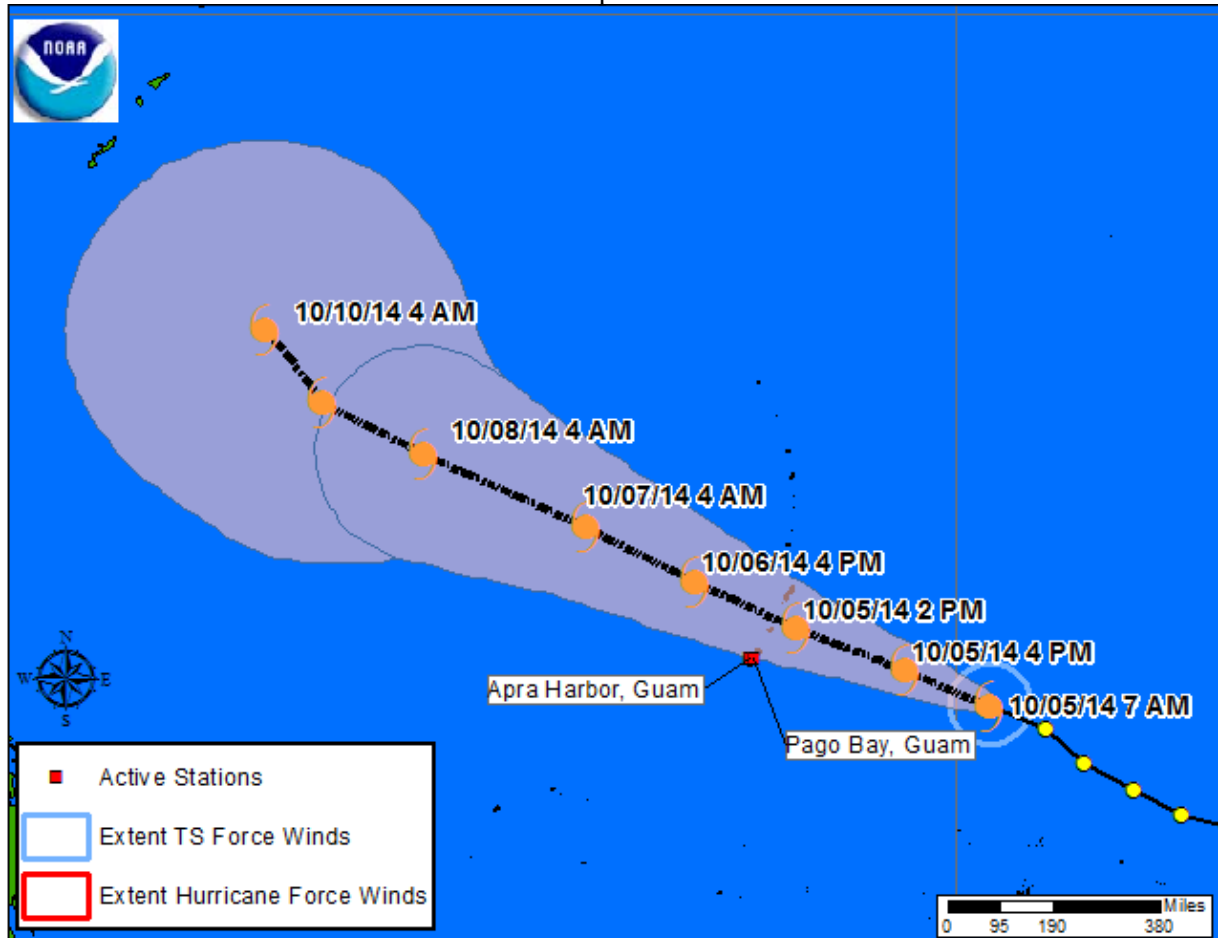 NOAA
10/10/14 4 AM
10/08/14 4 AM
10/07/14 4 AM
10/06/14 4 PM
10/05/14 2 PM
10/05/14 4 PM
10/05/14 7 AM
Apra Harbor, Guam
Pago Bay, Guam
N
W E
S
Active Stations
Extent TS Force Winds
Extent Hurricane Force Winds
Miles
0 95 190 380